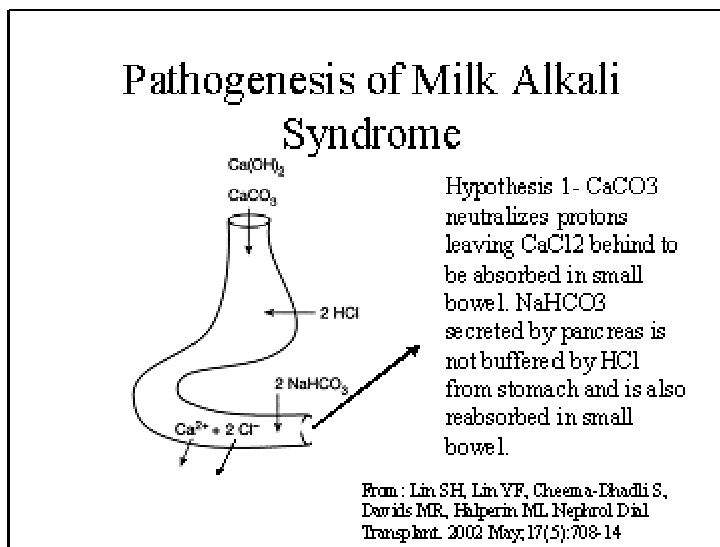 Pathogenesis of Milk Alkali
Syndrome
Ca(OH)₂
CaCO₃
2 HCl
2 NaHCO₃
Ca²⁺ + 2 Cl⁻
Hypothesis 1- CaCO3
neutralizes protons
leaving CaCl2 behind to
be absorbed in small
bowel. NaHCO3
secreted by pancreas is
not buffered by HCl
from stomach and is also
reabsorbed in small
bowel.
From: Lin SH, Lin YF, Cheema-Dhadli S,
Davids MR, Halperin ML Nephrol Dial
Transplant. 2002 May;17(5):708-14